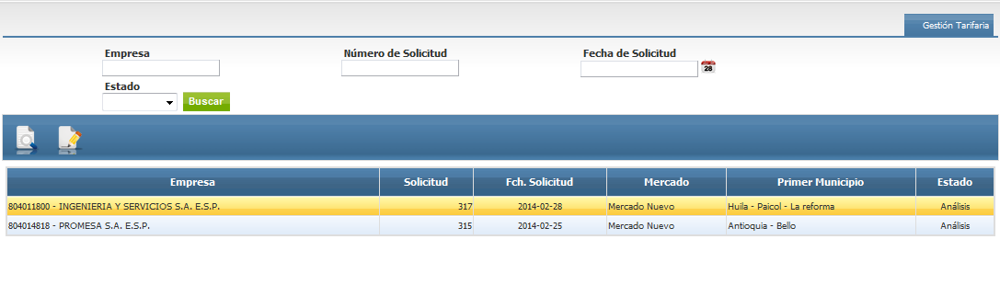 Gestión Tarifaria
Empresa Número de Solicitud Fecha de Solicitud
28
Estado
Buscar
Empresa Solicitud Fch. Solicitud Mercado Primer Municipio Estado
804011800 - INGENIERIA Y SERVICIOS S.A. E.S.P. 317 2014-02-28 Mercado Nuevo Huila - Paicol - La reforma Análisis
804014818 - PROMESA S.A. E.S.P. 315 2014-02-25 Mercado Nuevo Antioquia - Bello Análisis